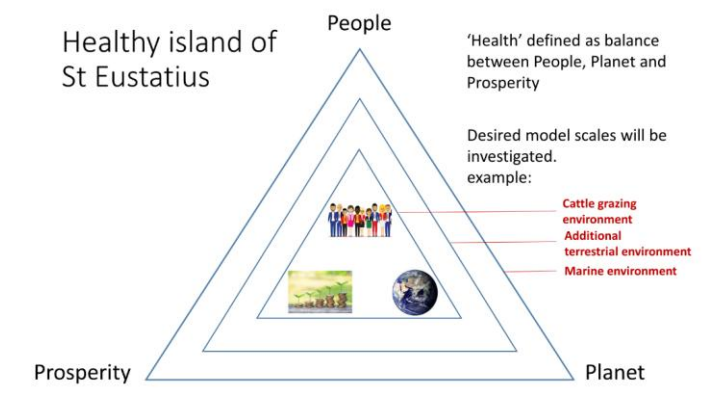 Healthy island of
St Eustatius
People
‘Health’ defined as balance
between People, Planet and
Prosperity
Desired model scales will be
investigated.
example:
Cattle grazing
environment
Additional
terrestrial environment
Marine environment
Prosperity
Planet